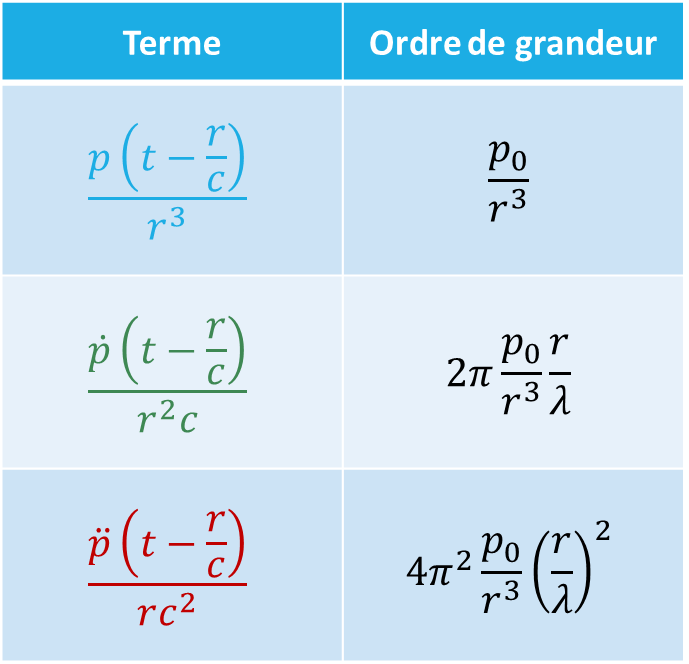 Terme Ordre de grandeur
p(t − r/c)/r³ p₀/r³
ṗ(t − r/c)/r²c 2π p₀/r³ r/λ
p̈(t − r/c)/rc² 4π² p₀/r³ (r/λ)²